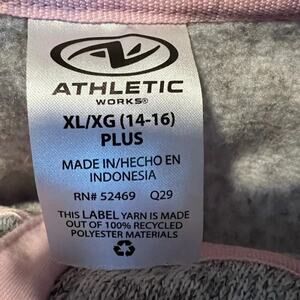 ATHLETIC
WORKS®
XL/XG (14-16)
PLUS
MADE IN/HECHO EN
INDONESIA
RN# 52469 Q29
THIS LABEL YARN IS MADE
OUT OF 100% RECYCLED
POLYESTER MATERIALS